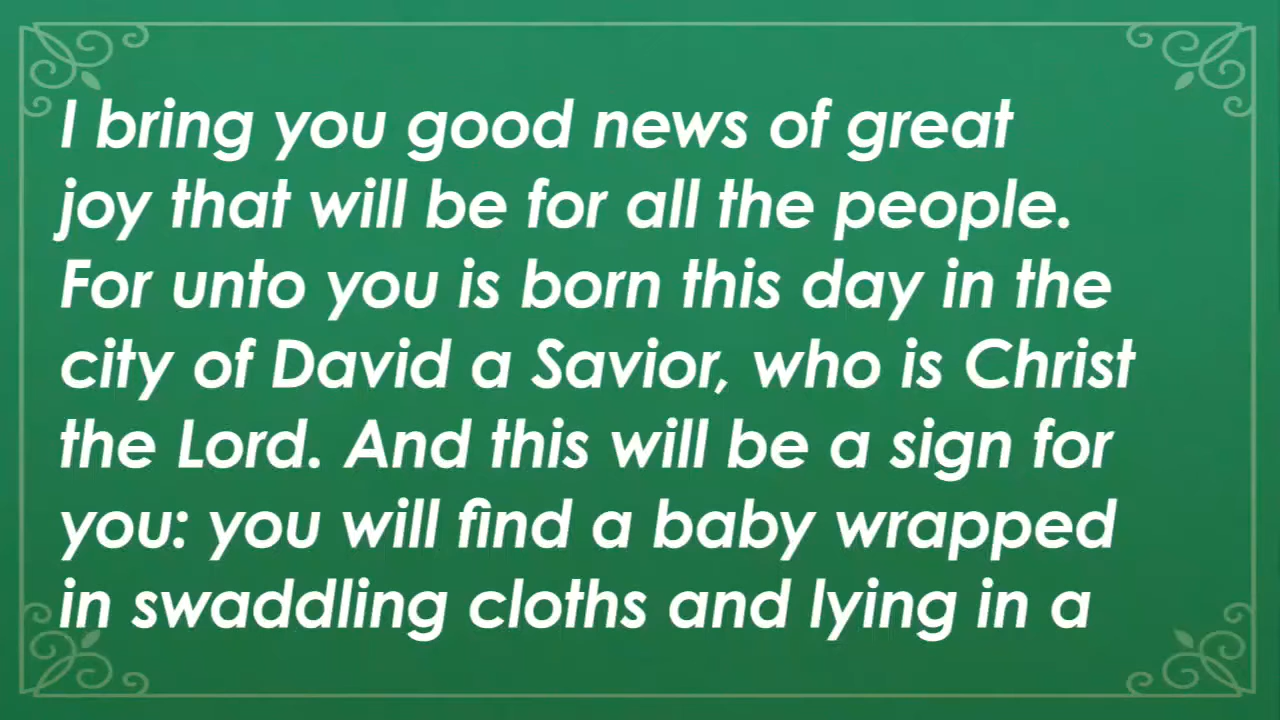 I bring you good news of great
joy that will be for all the people.
For unto you is born this day in the
city of David a Savior, who is Christ
the Lord. And this will be a sign for
you: you will find a baby wrapped
in swaddling cloths and lying in a